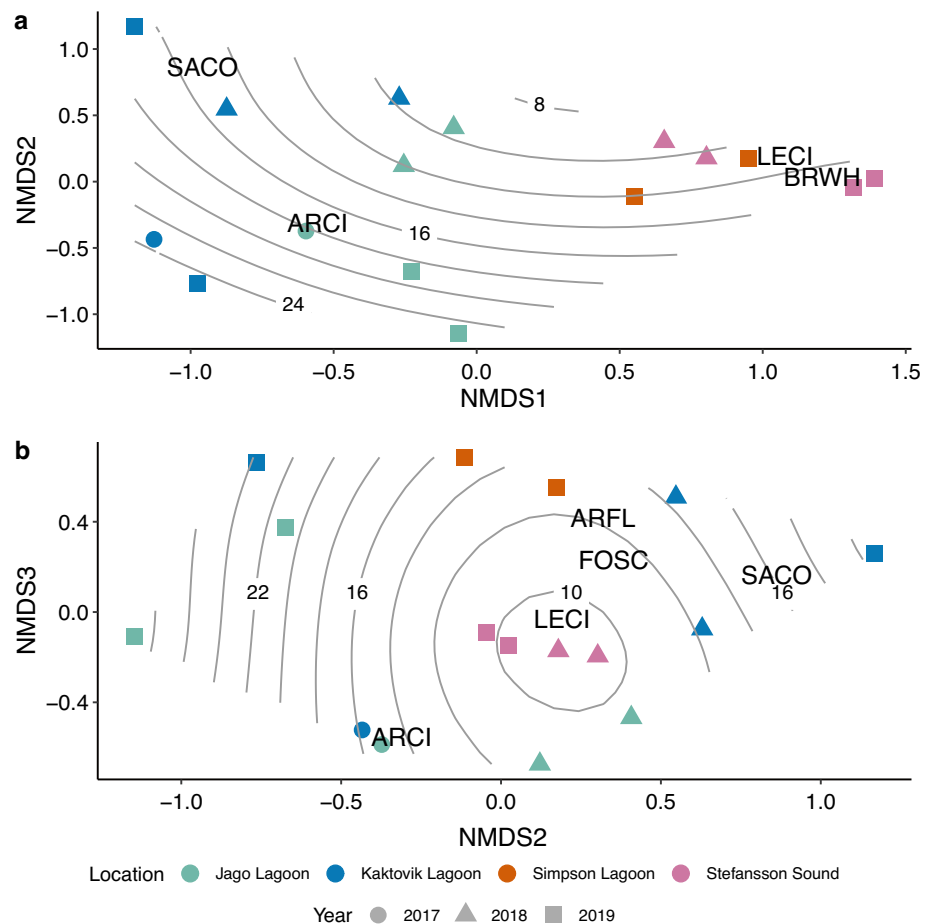 a
1.0
0.5
0.0
−0.5
−1.0
NMDS2
SACO
8
LECI
BRWH
ARCI
16
24
−1.0 −0.5 0.0 0.5 1.0 1.5
NMDS1
b
0.4
0.0
−0.4
NMDS3
ARFL
FOSC
SACO
22 16 10 16
LECI
ARCI
−1.0 −0.5 0.0 0.5 1.0
NMDS2
Location Jago Lagoon Kaktovik Lagoon Simpson Lagoon Stefansson Sound
Year 2017 2018 2019